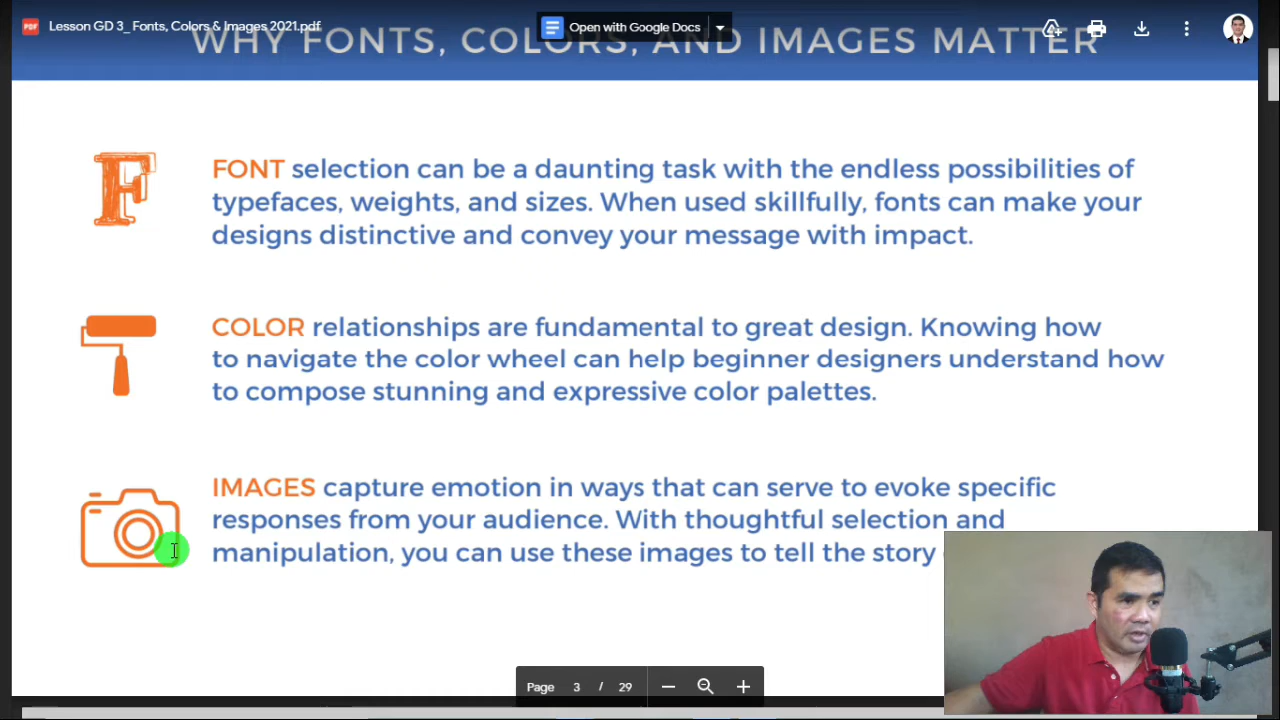 Lesson GD 3_ Fonts, Colors & Images 2021.pdf
Open with Google Docs
WHY FONTS, COLORS, AND IMAGES MATTER
FONT selection can be a daunting task with the endless possibilities of
typefaces, weights, and sizes. When used skillfully, fonts can make your
designs distinctive and convey your message with impact.
COLOR relationships are fundamental to great design. Knowing how
to navigate the color wheel can help beginner designers understand how
to compose stunning and expressive color palettes.
IMAGES capture emotion in ways that can serve to evoke specific
responses from your audience. With thoughtful selection and
manipulation, you can use these images to tell the story
Page 3 / 29